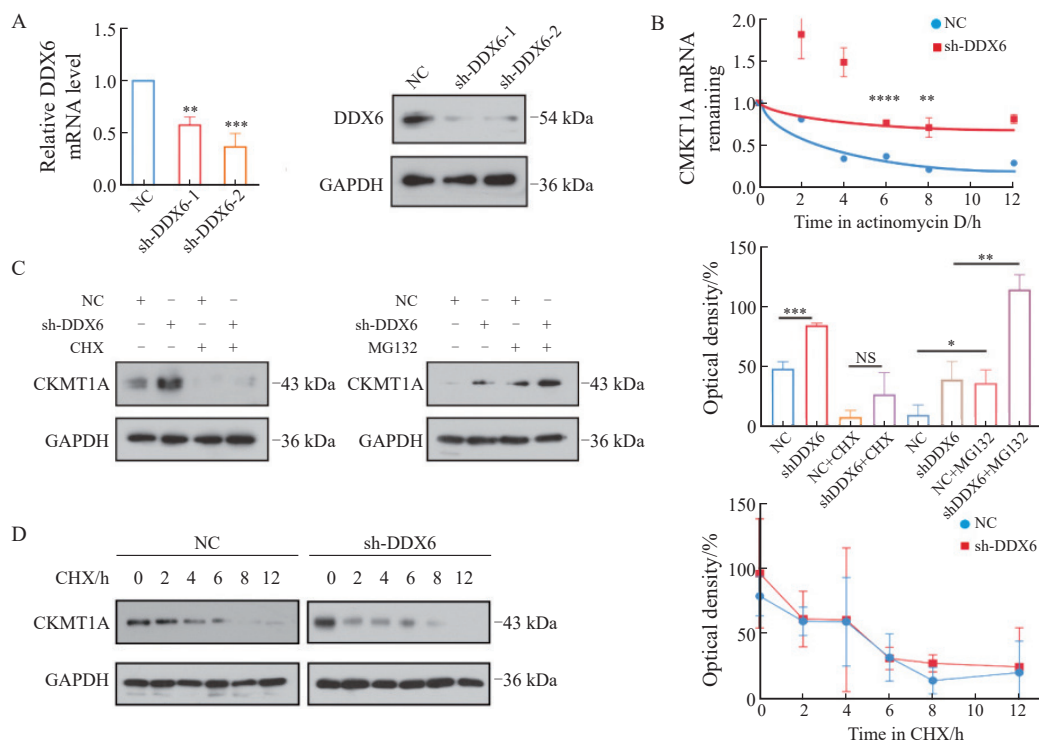 A
Relative DDX6
mRNA level
1.5
1.0
0.5
0.0
**
***
NC
sh-DDX6-1
sh-DDX6-2
NC
sh-DDX6-1
sh-DDX6-2
DDX6
54 kDa
GAPDH
36 kDa
B
CMKT1A mRNA
remaining
NC
sh-DDX6
2.0
1.5
1.0
0.5
0.0
**** **
0 2 4 6 8 10 12
Time in actinomycin D/h
C
NC + − + −
sh-DDX6 − + − +
CHX − − + +
CKMT1A
43 kDa
GAPDH
36 kDa
NC + − + −
sh-DDX6 − + − +
MG132 − − + +
CKMT1A
43 kDa
GAPDH
36 kDa
Optical density/%
150
100
50
0
***
NS
*
**
NC
shDDX6
NC+CHX
shDDX6+CHX
NC
shDDX6
NC+MG132
shDDX6+MG132
D
NC sh-DDX6
CHX/h 0 2 4 6 8 12 0 2 4 6 8 12
CKMT1A
43 kDa
GAPDH
36 kDa
Optical density/%
NC
sh-DDX6
150
100
50
0
0 2 4 6 8 10 12
Time in CHX/h